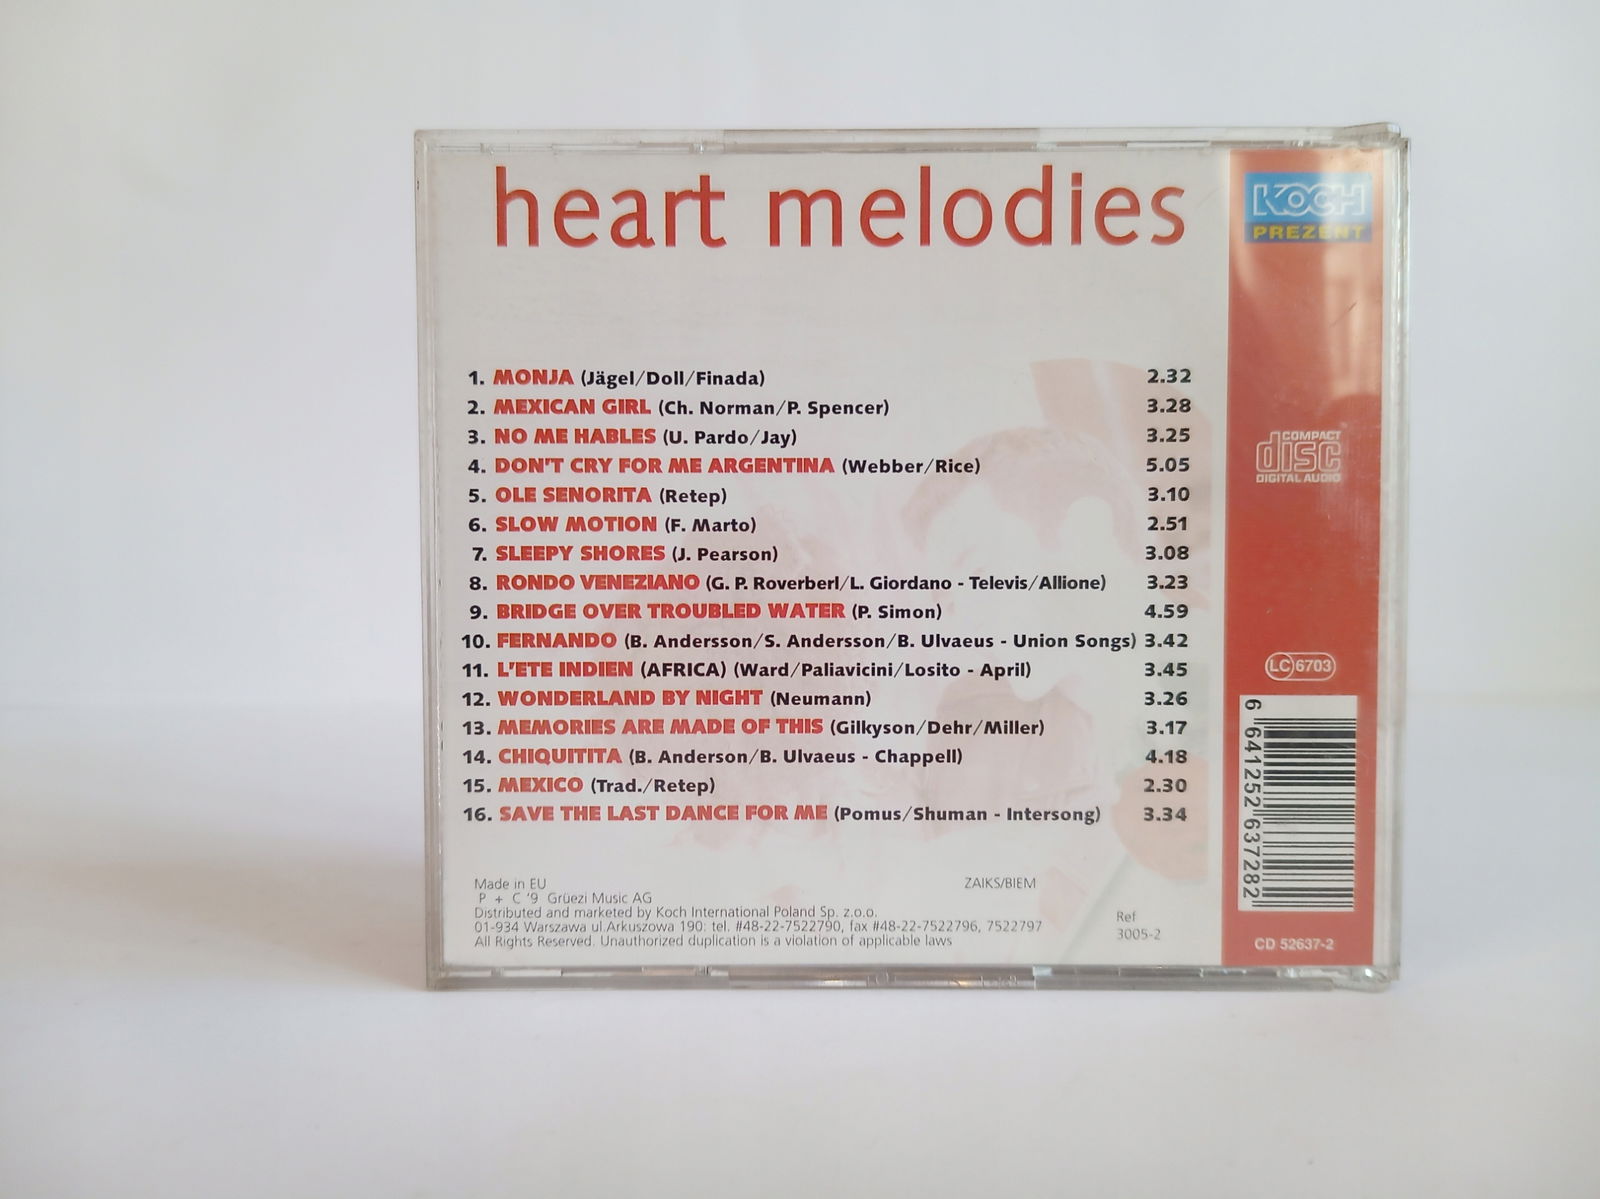 heart melodies
KOCH
PREZENT
1. MONJA (Jägel/Doll/Finada) 2.32
2. MEXICAN GIRL (Ch. Norman/P. Spencer) 3.28
3. NO ME HABLES (U. Pardo/Jay) 3.25
4. DON'T CRY FOR ME ARGENTINA (Webber/Rice) 5.05
5. OLE SENORITA (Retep) 3.10
6. SLOW MOTION (F. Marto) 2.51
7. SLEEPY SHORES (J. Pearson) 3.08
8. RONDO VENEZIANO (G. P. Roverberl/L. Giordano - Televis/Allione) 3.23
9. BRIDGE OVER TROUBLED WATER (P. Simon) 4.59
10. FERNANDO (B. Andersson/S. Andersson/B. Ulvaeus - Union Songs) 3.42
11. L'ETE INDIEN (AFRICA) (Ward/Paliavicini/Losito - April) 3.45
12. WONDERLAND BY NIGHT (Neumann) 3.26
13. MEMORIES ARE MADE OF THIS (Gilkyson/Dehr/Miller) 3.17
14. CHIQUITITA (B. Anderson/B. Ulvaeus - Chappell) 4.18
15. MEXICO (Trad./Retep) 2.30
16. SAVE THE LAST DANCE FOR ME (Pomus/Shuman - Intersong) 3.34
COMPACT
disc
DIGITAL AUDIO
LC 6703
6 641252 637282
Made in EU ZAIKS/BIEM
P + C '9 Grüezi Music AG
Distributed and marketed by Koch International Poland Sp. z.o.o.
01-934 Warszawa ul.Arkuszowa 190: tel. #48-22-7522790, fax #48-22-7522796, 7522797
All Rights Reserved. Unauthorized duplication is a violation of applicable laws
Ref
3005-2
CD 52637-2